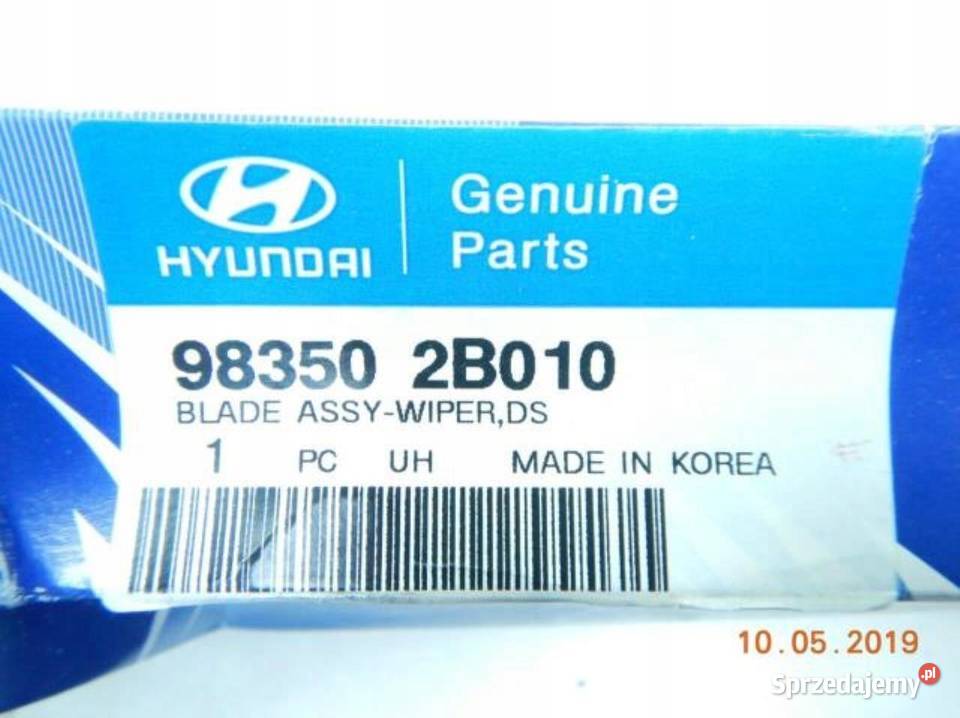 HYUNDAI
Genuine
Parts
98350 2B010
BLADE ASSY-WIPER,DS
1 PC UH MADE IN KOREA
10.05.2019
Sprzedajemy.pl